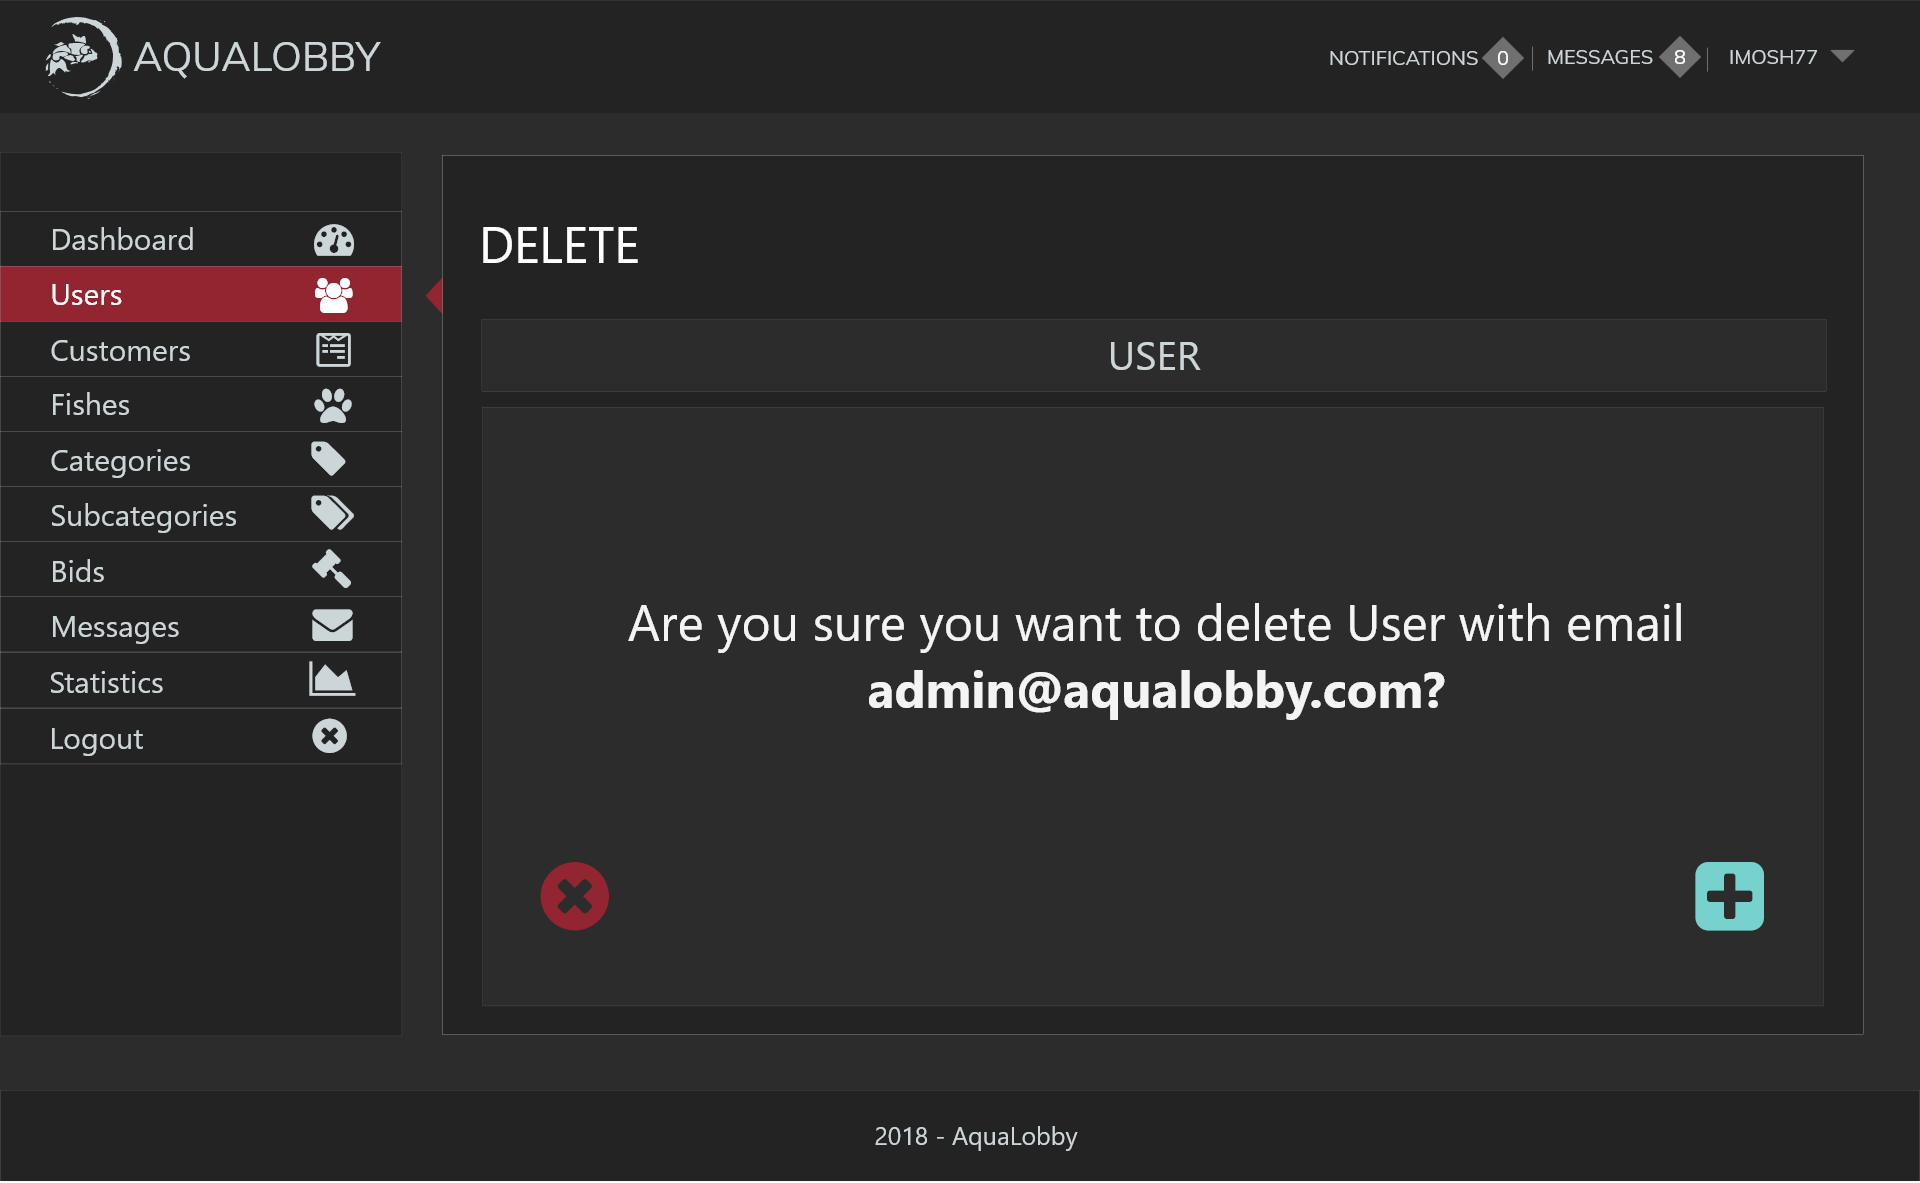 AQUALOBBY
NOTIFICATIONS 0
MESSAGES 8
IMOSH77
Dashboard
Users
Customers
Fishes
Categories
Subcategories
Bids
Messages
Statistics
Logout
DELETE
USER
Are you sure you want to delete User with email
admin@aqualobby.com?
2018 - AquaLobby